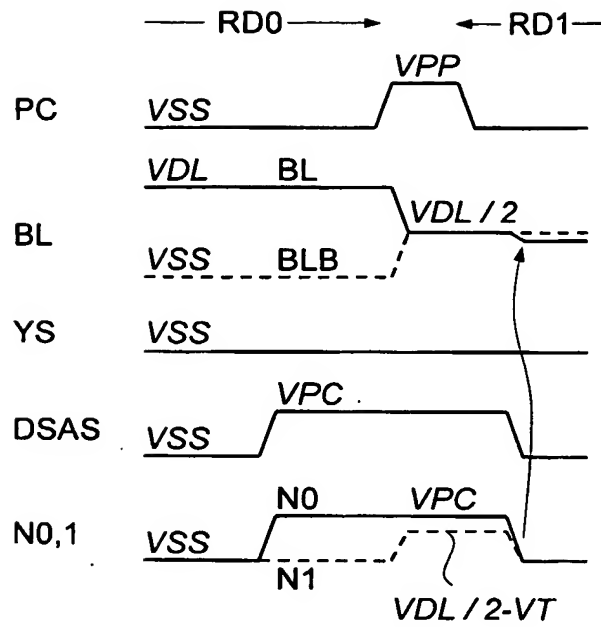 RD0 RD1
VPP
PC VSS
VDL BL
VDL / 2
BL
VSS BLB
YS VSS
VPC
DSAS VSS
N0 VPC
N0,1 VSS
N1
VDL / 2-VT